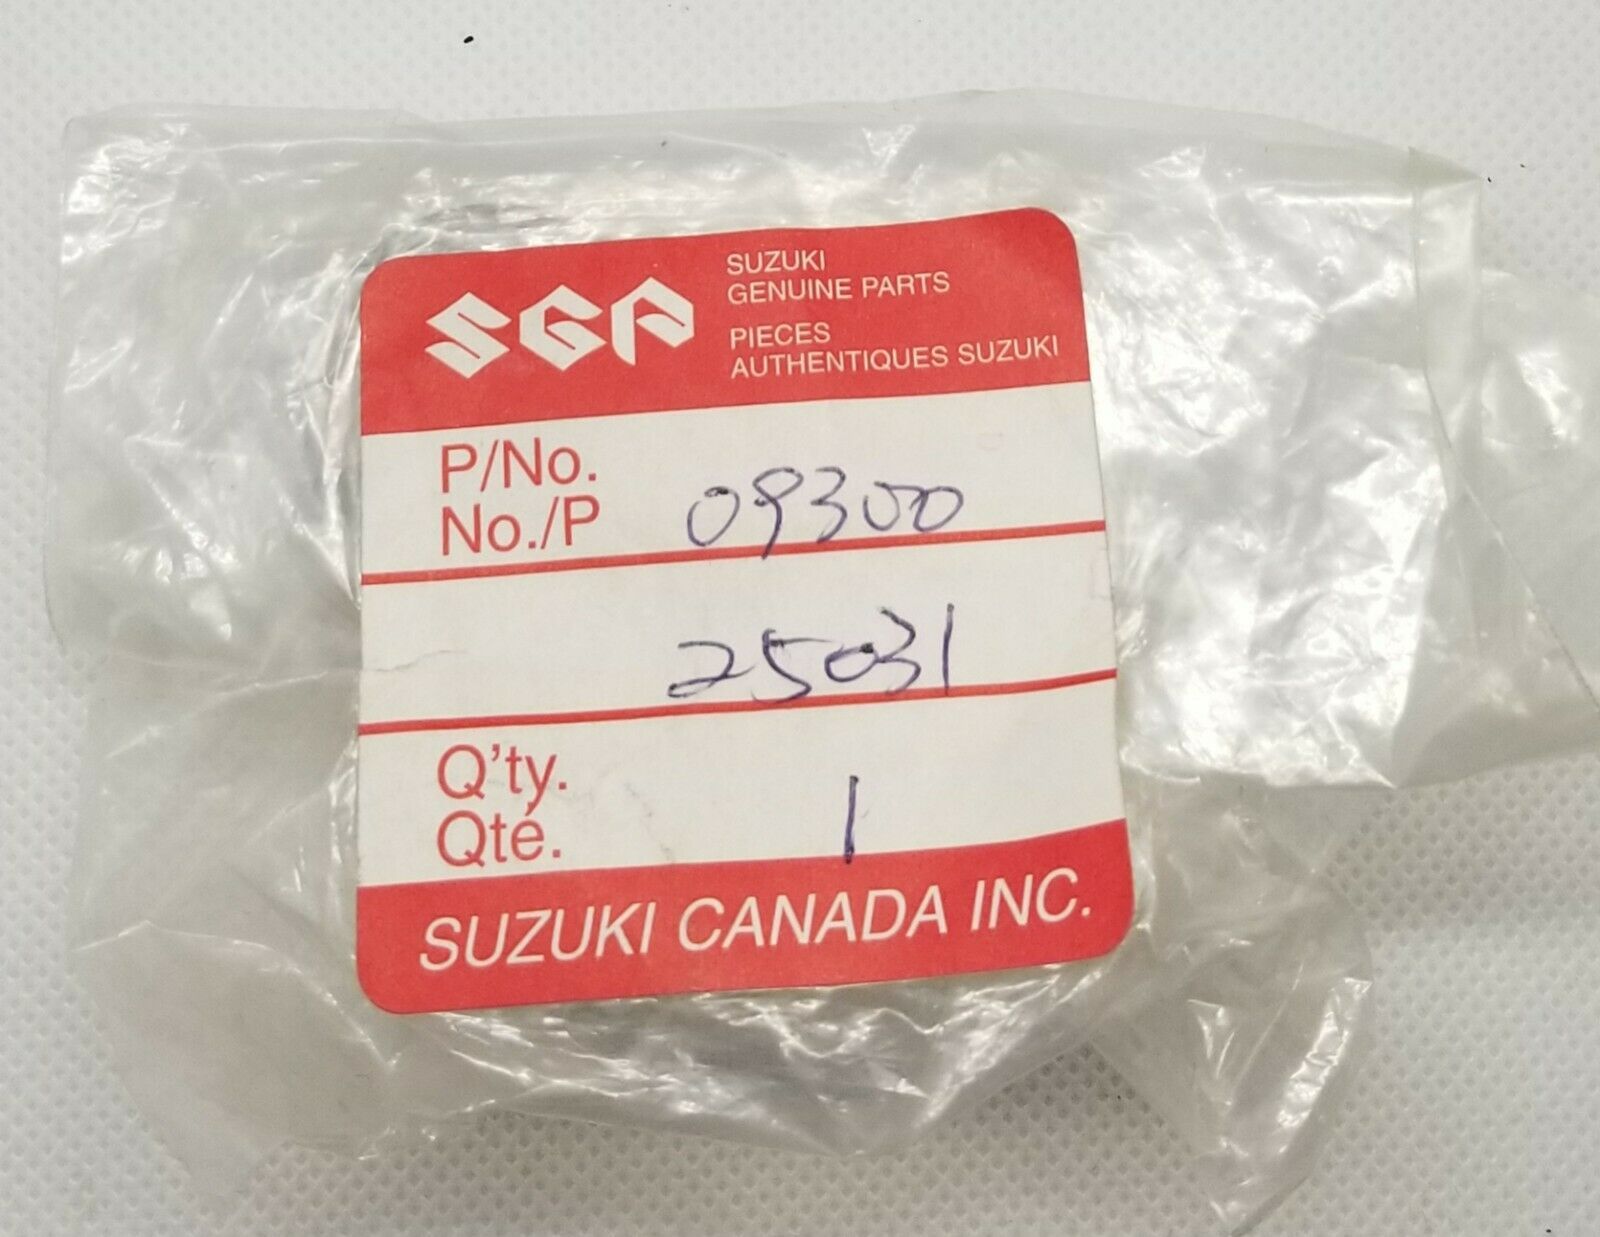 SGP
SUZUKI
GENUINE PARTS
PIECES
AUTHENTIQUES SUZUKI
P/No.
No./P 09300
25031
Q'ty.
Qté. 1
SUZUKI CANADA INC.